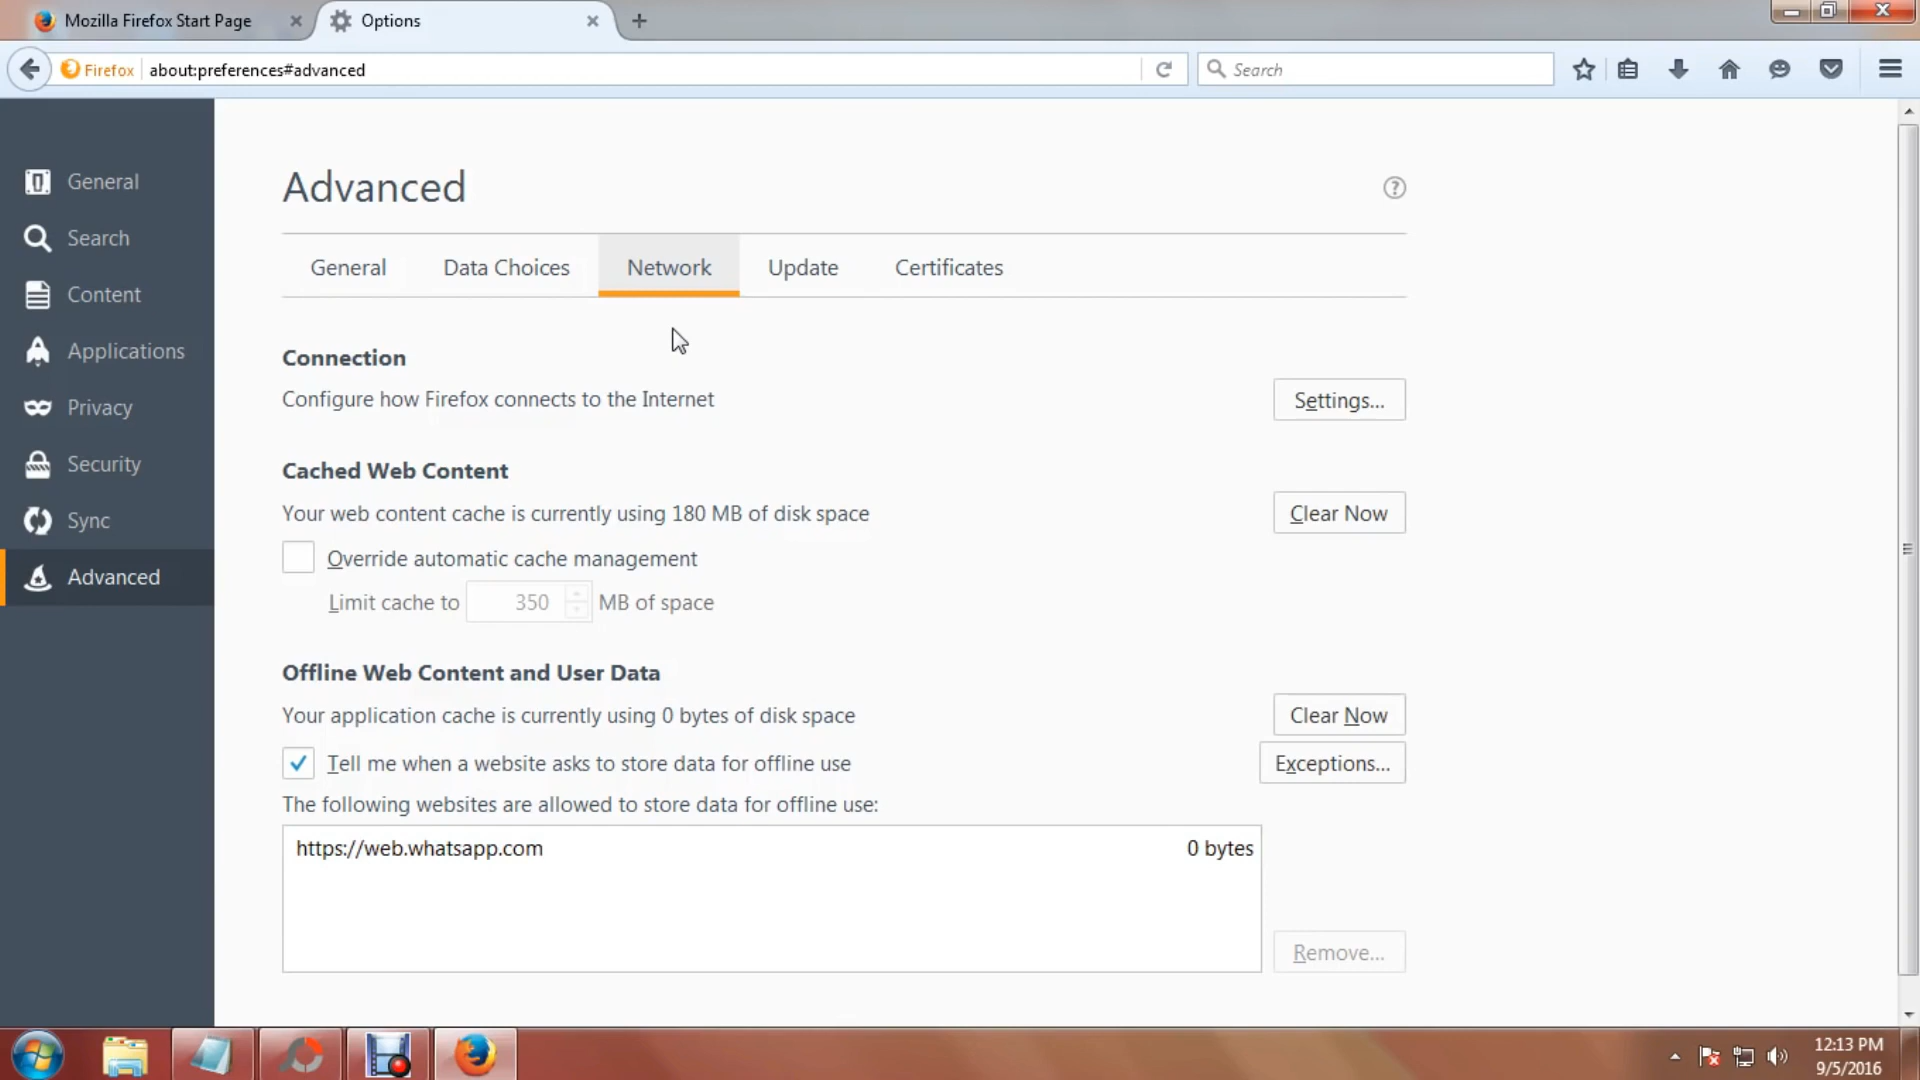 Mozilla Firefox Start Page
Options
Firefox
about:preferences#advanced
Search
General
Search
Content
Applications
Privacy
Security
Sync
Advanced
Advanced
General
Data Choices
Network
Update
Certificates
Connection
Configure how Firefox connects to the Internet
Settings...
Cached Web Content
Your web content cache is currently using 180 MB of disk space
Clear Now
Override automatic cache management
Limit cache to 350 MB of space
Offline Web Content and User Data
Your application cache is currently using 0 bytes of disk space
Clear Now
Tell me when a website asks to store data for offline use
Exceptions...
The following websites are allowed to store data for offline use:
https://web.whatsapp.com 0 bytes
Remove...
12:13 PM
9/5/2016